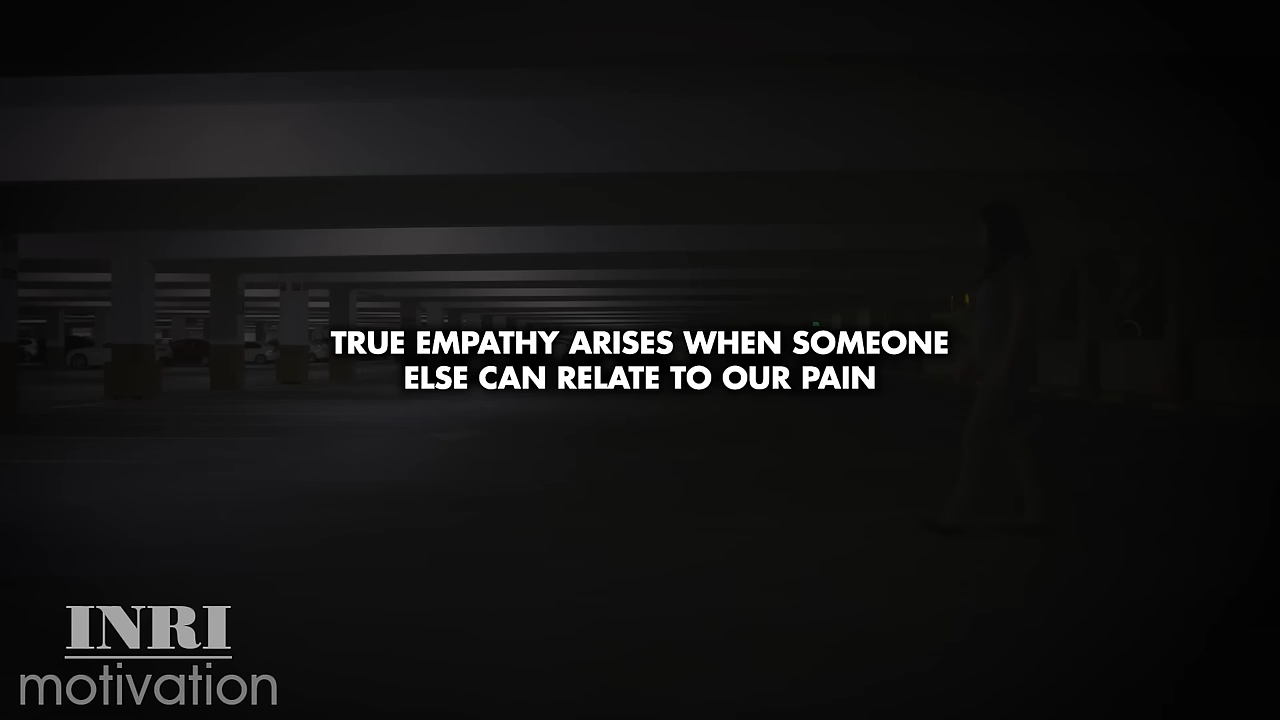 TRUE EMPATHY ARISES WHEN SOMEONE
ELSE CAN RELATE TO OUR PAIN
INRI
motivation